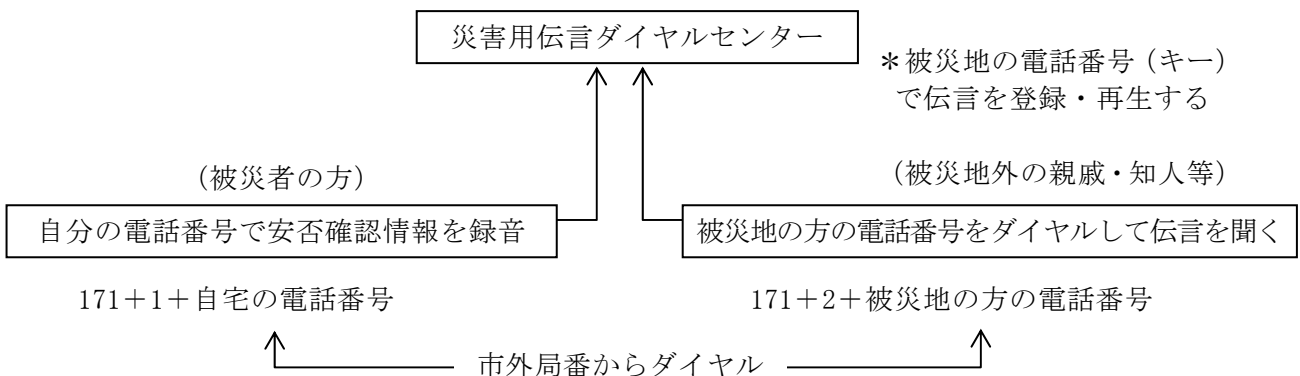 災害用伝言ダイヤルセンター
＊被災地の電話番号（キー）
で伝言を登録・再生する
（被災者の方）
（被災地外の親戚・知人等）
自分の電話番号で安否確認情報を録音
被災地の方の電話番号をダイヤルして伝言を聞く
171＋1＋自宅の電話番号
171＋2＋被災地の方の電話番号
市外局番からダイヤル